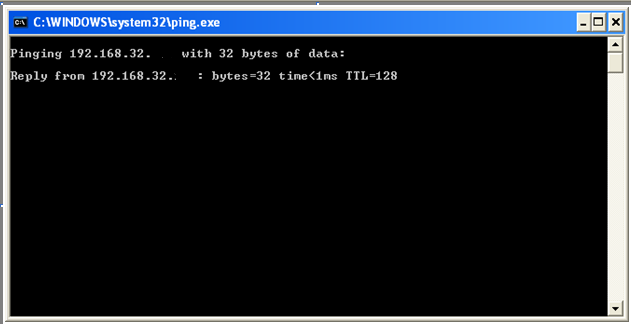 C:\WINDOWS\system32\ping.exe
Pinging 192.168.32. with 32 bytes of data:
Reply from 192.168.32. : bytes=32 time<1ms TTL=128